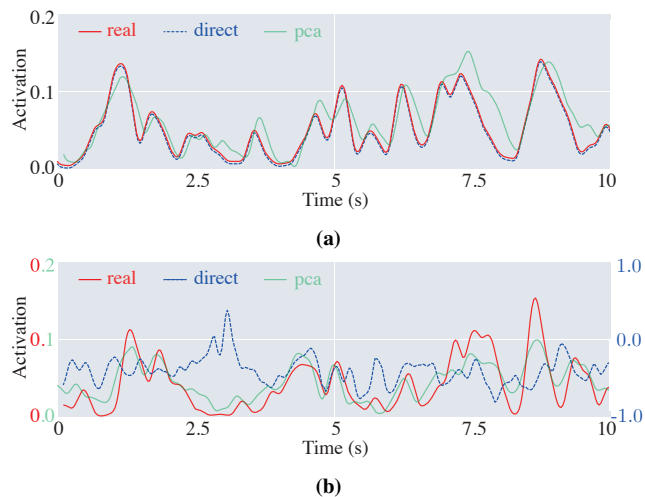 0.2
real direct pca
Activation
0.1
0.0
0 2.5 5 7.5 10
Time (s)
(a)
0.2 1.0
real direct pca
Activation
0.1 0.0
0.0 -1.0
0 2.5 5 7.5 10
Time (s)
(b)